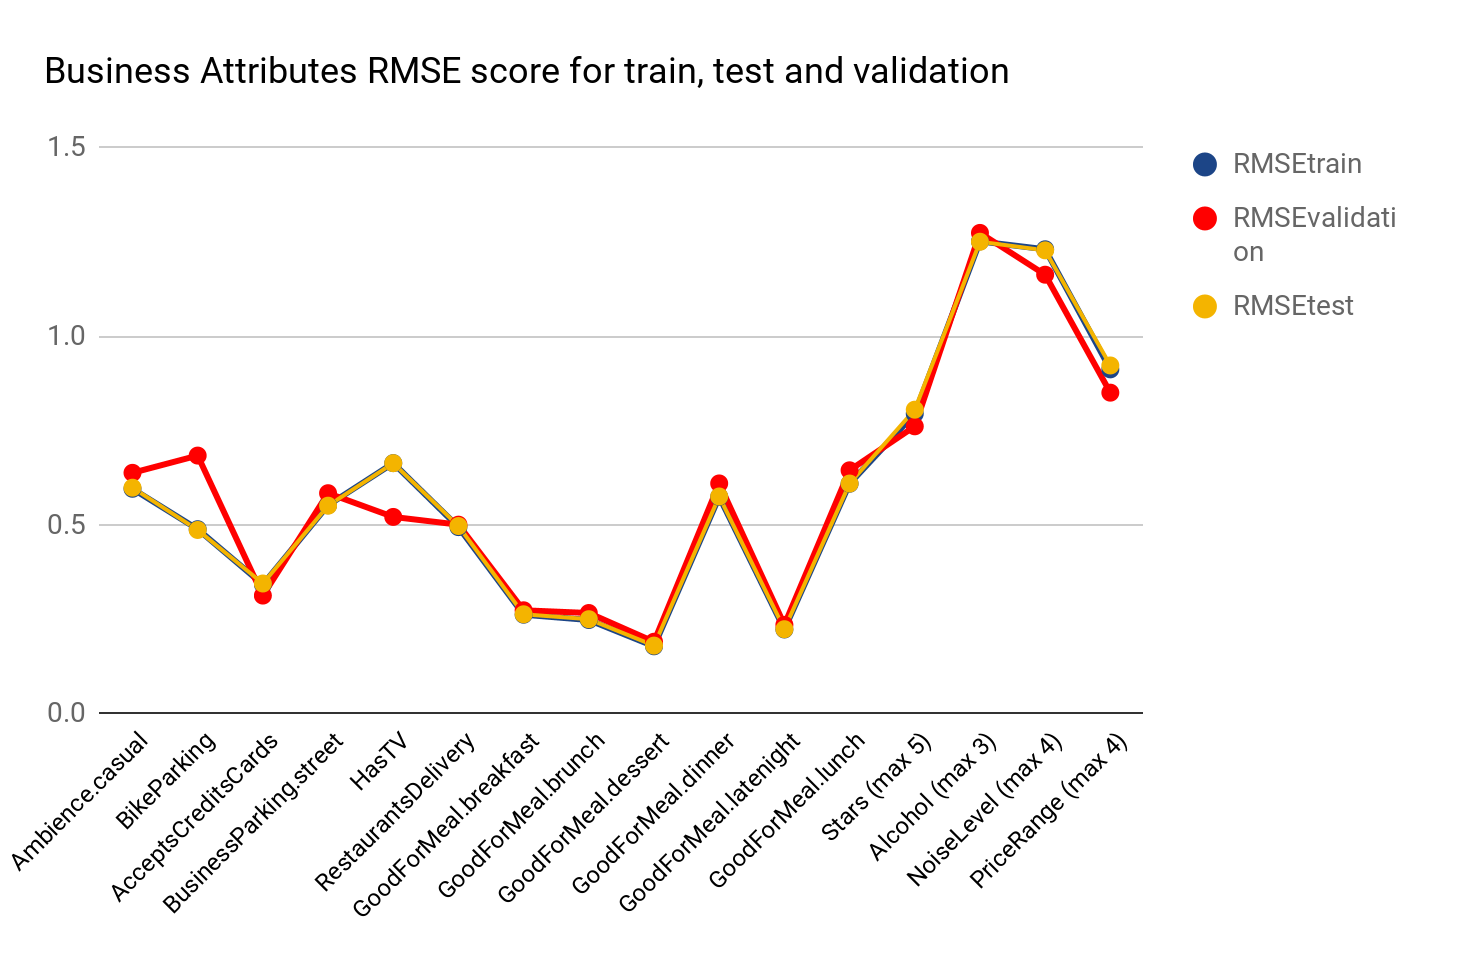 Business Attributes RMSE score for train, test and validation
1.5
1.0
0.5
0.0
RMSEtrain
RMSEvalidati
on
RMSEtest
Ambience.casual
BikeParking
AcceptsCreditsCards
BusinessParking.street
HasTV
RestaurantsDelivery
GoodForMeal.breakfast
GoodForMeal.brunch
GoodForMeal.dessert
GoodForMeal.dinner
GoodForMeal.latenight
GoodForMeal.lunch
Stars (max 5)
Alcohol (max 3)
NoiseLevel (max 4)
PriceRange (max 4)